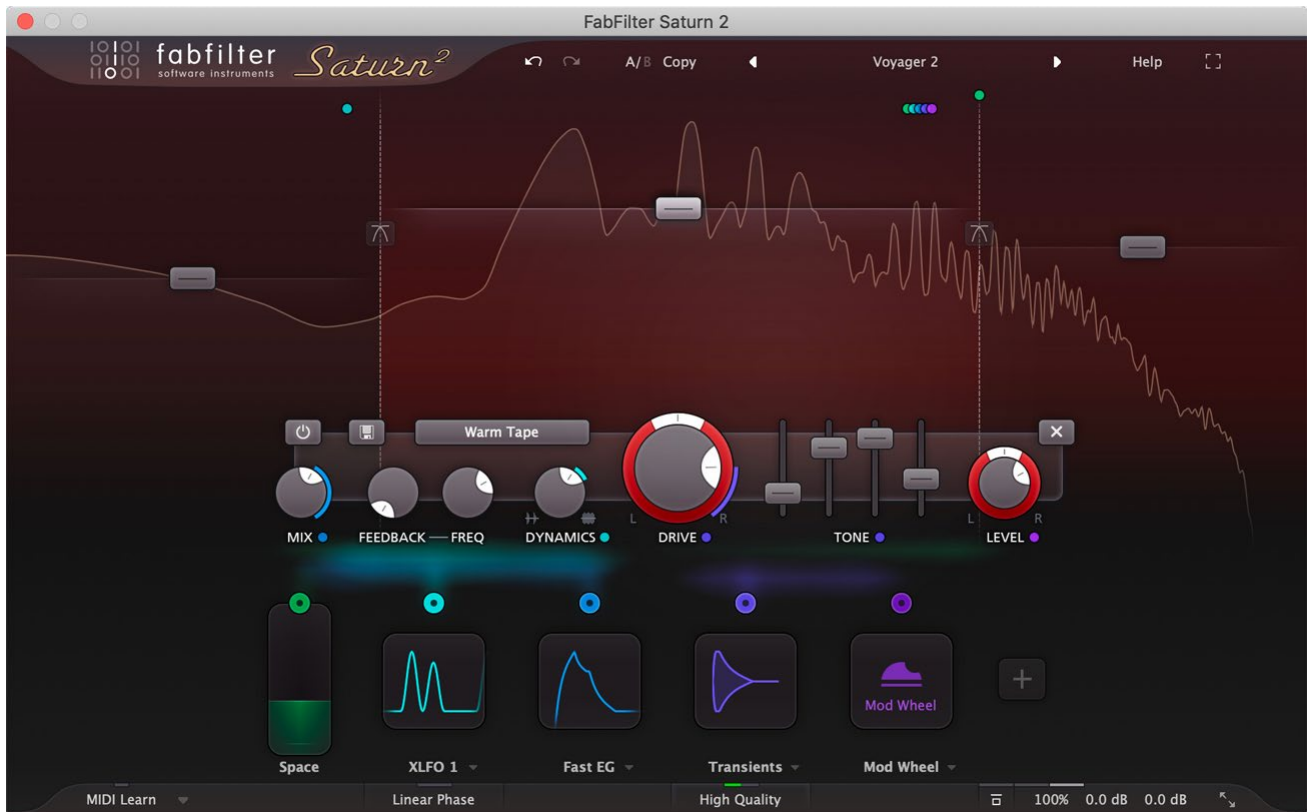 FabFilter Saturn 2
fabfilter
software instruments
Saturn 2
A/B Copy
Voyager 2
Help
Warm Tape
L R
L R
MIX
FEEDBACK — FREQ
DYNAMICS
DRIVE
TONE
LEVEL
Mod Wheel
Space
XLFO 1
Fast EG
Transients
Mod Wheel
MIDI Learn
Linear Phase
High Quality
100%
0.0 dB
0.0 dB